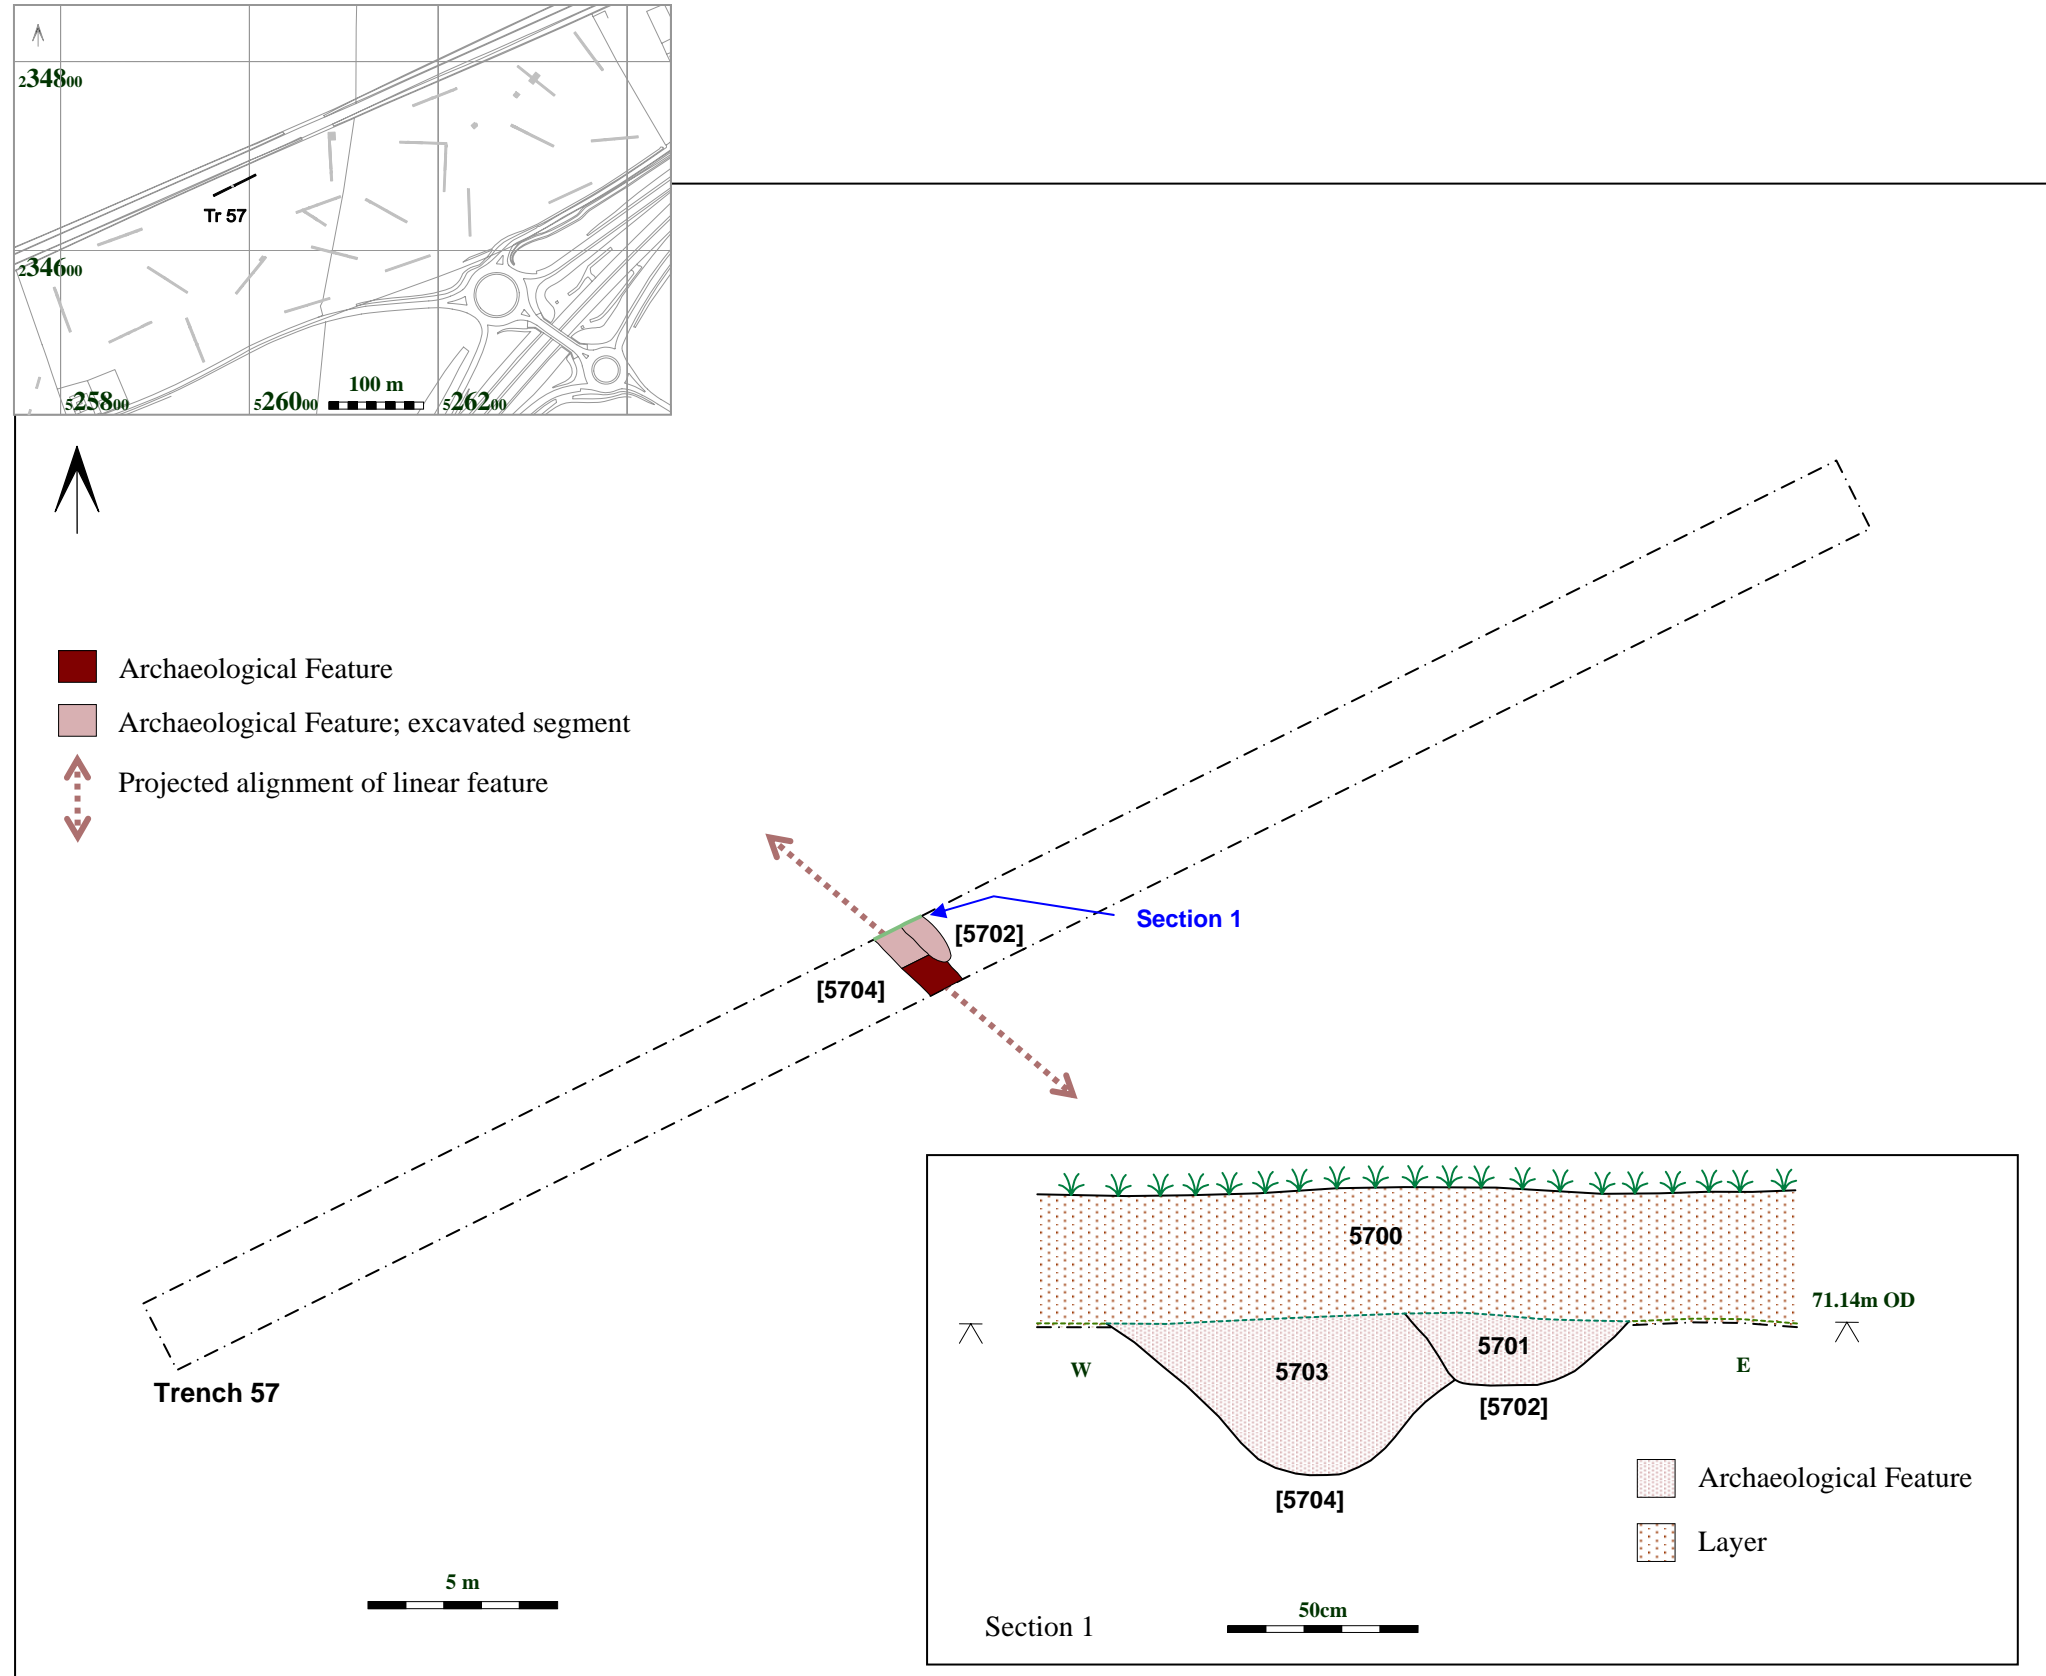 234800
Tr 57
234600
100 m
525800
526000
526200
Archaeological Feature
Archaeological Feature; excavated segment
Projected alignment of linear feature
Section 1
[5702]
[5704]
Trench 57
5 m
5700
71.14m OD
5701
5703
W
E
[5702]
[5704]
Archaeological Feature
Layer
50cm
Section 1